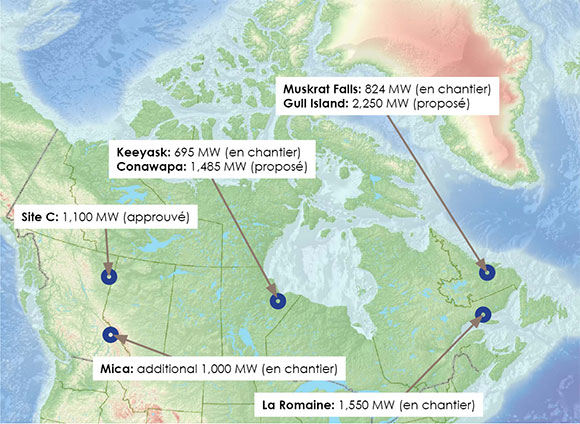 Muskrat Falls: 824 MW (en chantier)
Gull Island: 2,250 MW (proposé)
Keeyask: 695 MW (en chantier)
Conawapa: 1,485 MW (proposé)
Site C: 1,100 MW (approuvé)
Mica: additional 1,000 MW (en chantier)
La Romaine: 1,550 MW (en chantier)